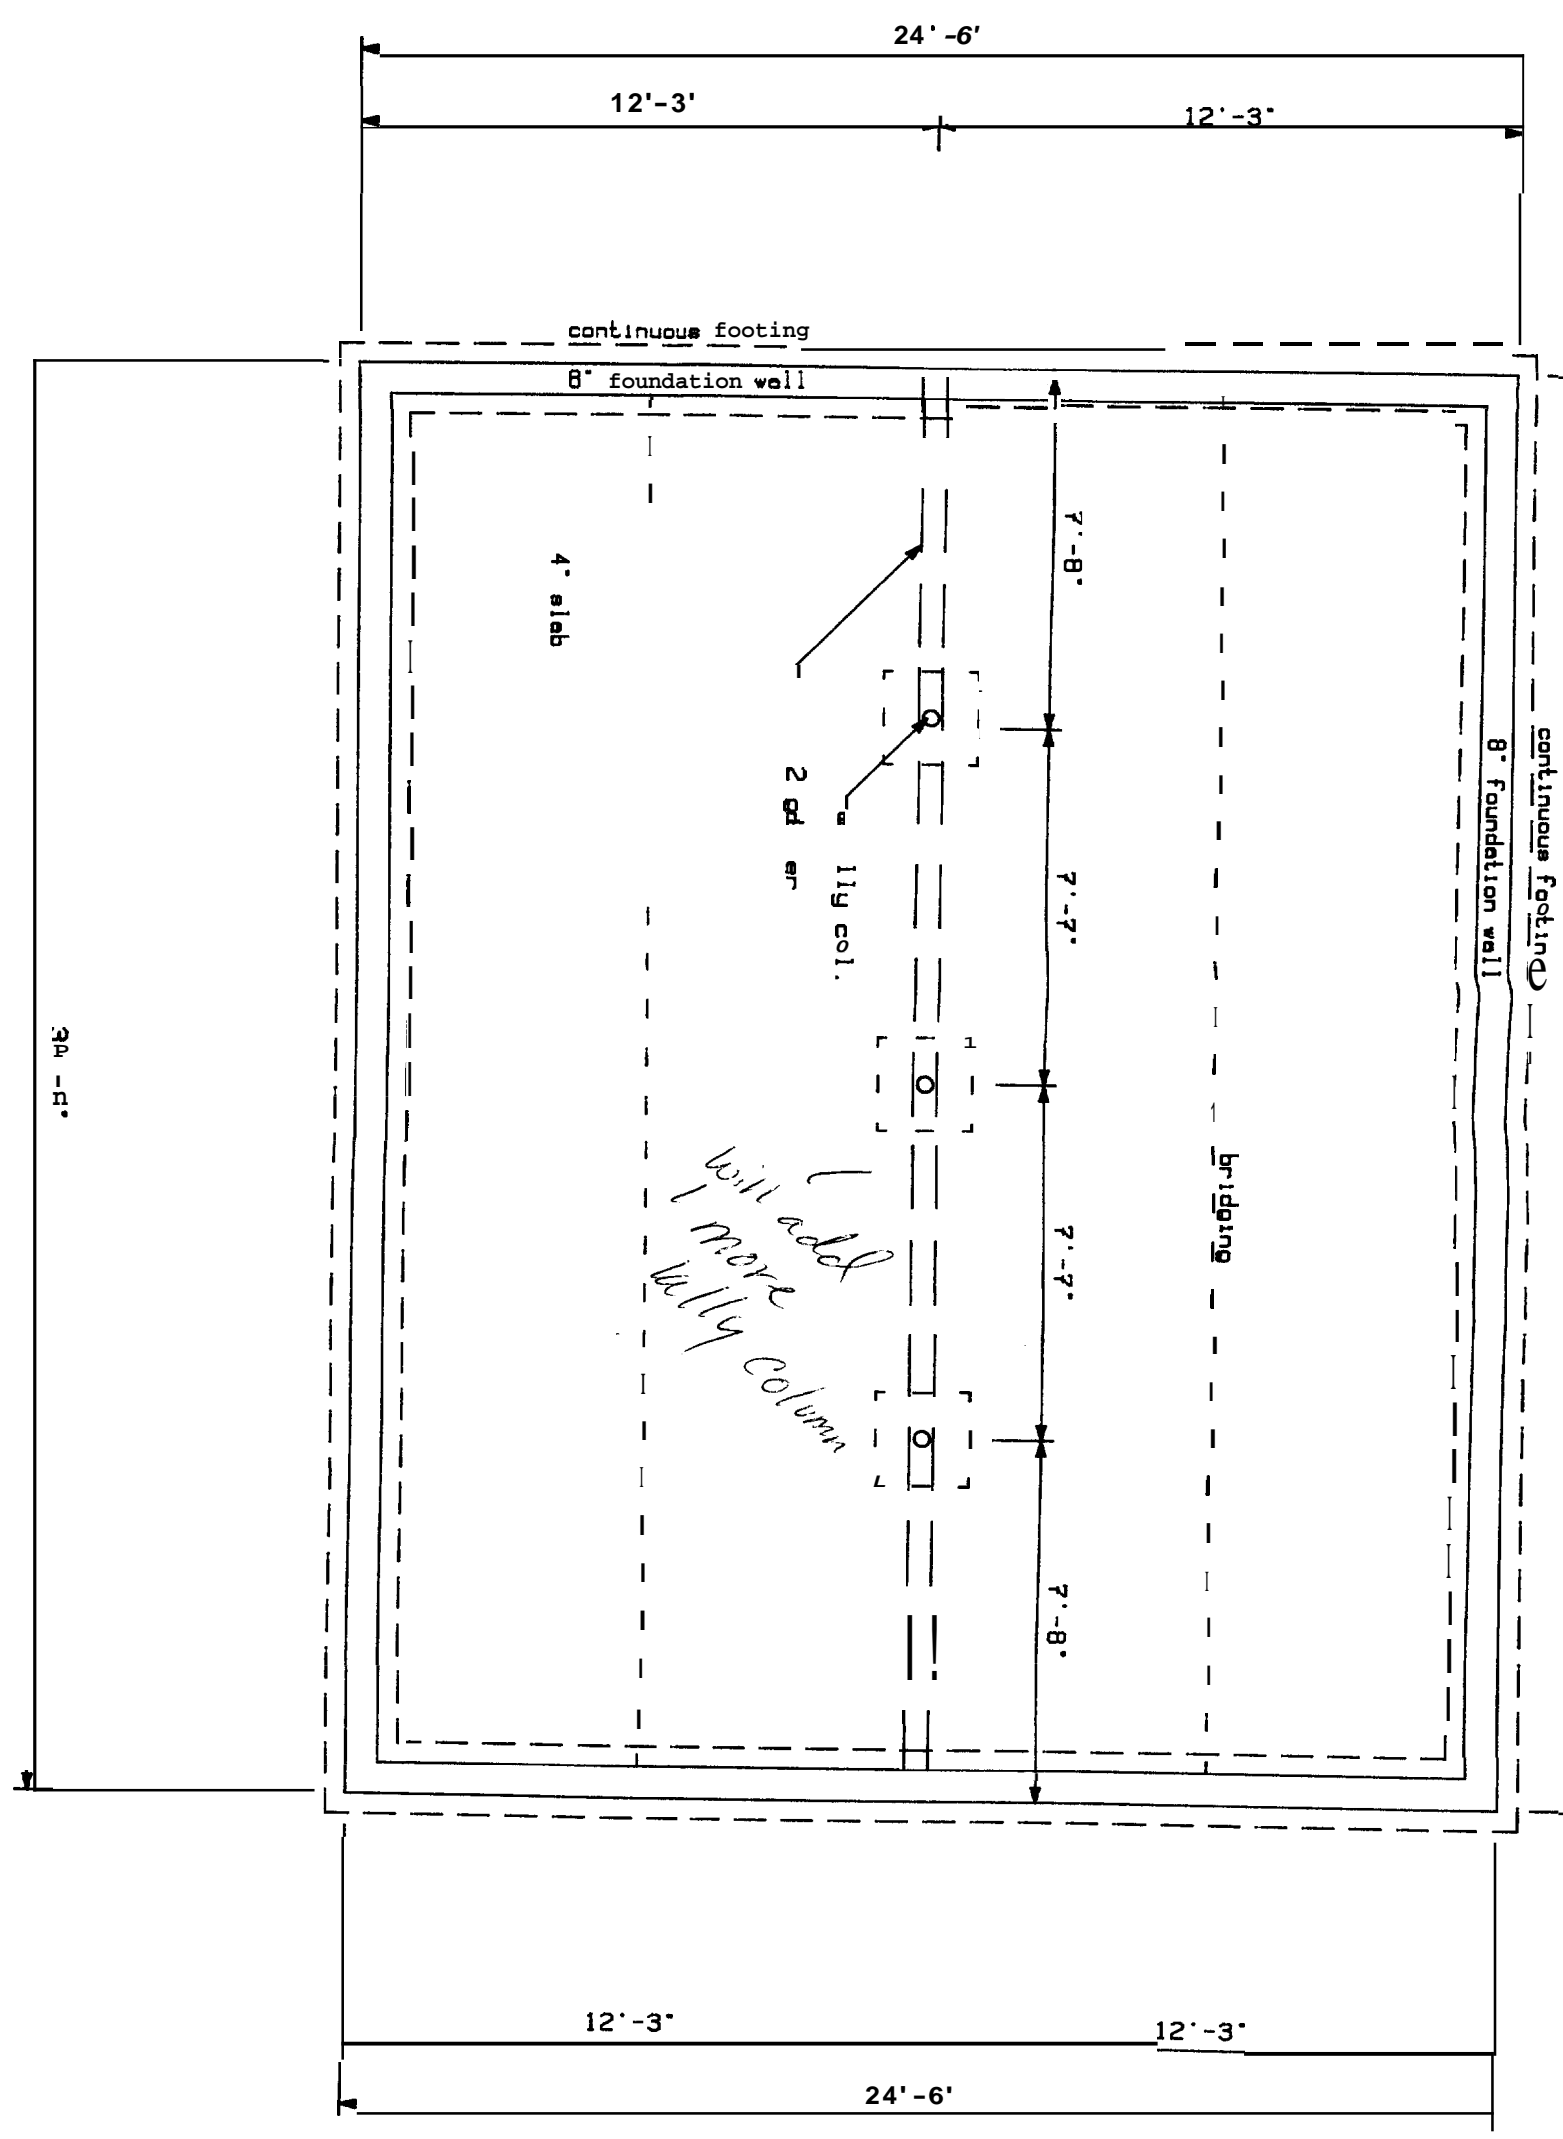 24'-6'
12'-3'
12'-3"
continuous footing
8" foundation wall
7'-8"
4" slab
continuous footing
8" foundation wall
lly col.
7'-7"
bridging
7'-7"
I
will add
1 more
lally column
7'-8"
12'-3"
12'-3"
24'-6'